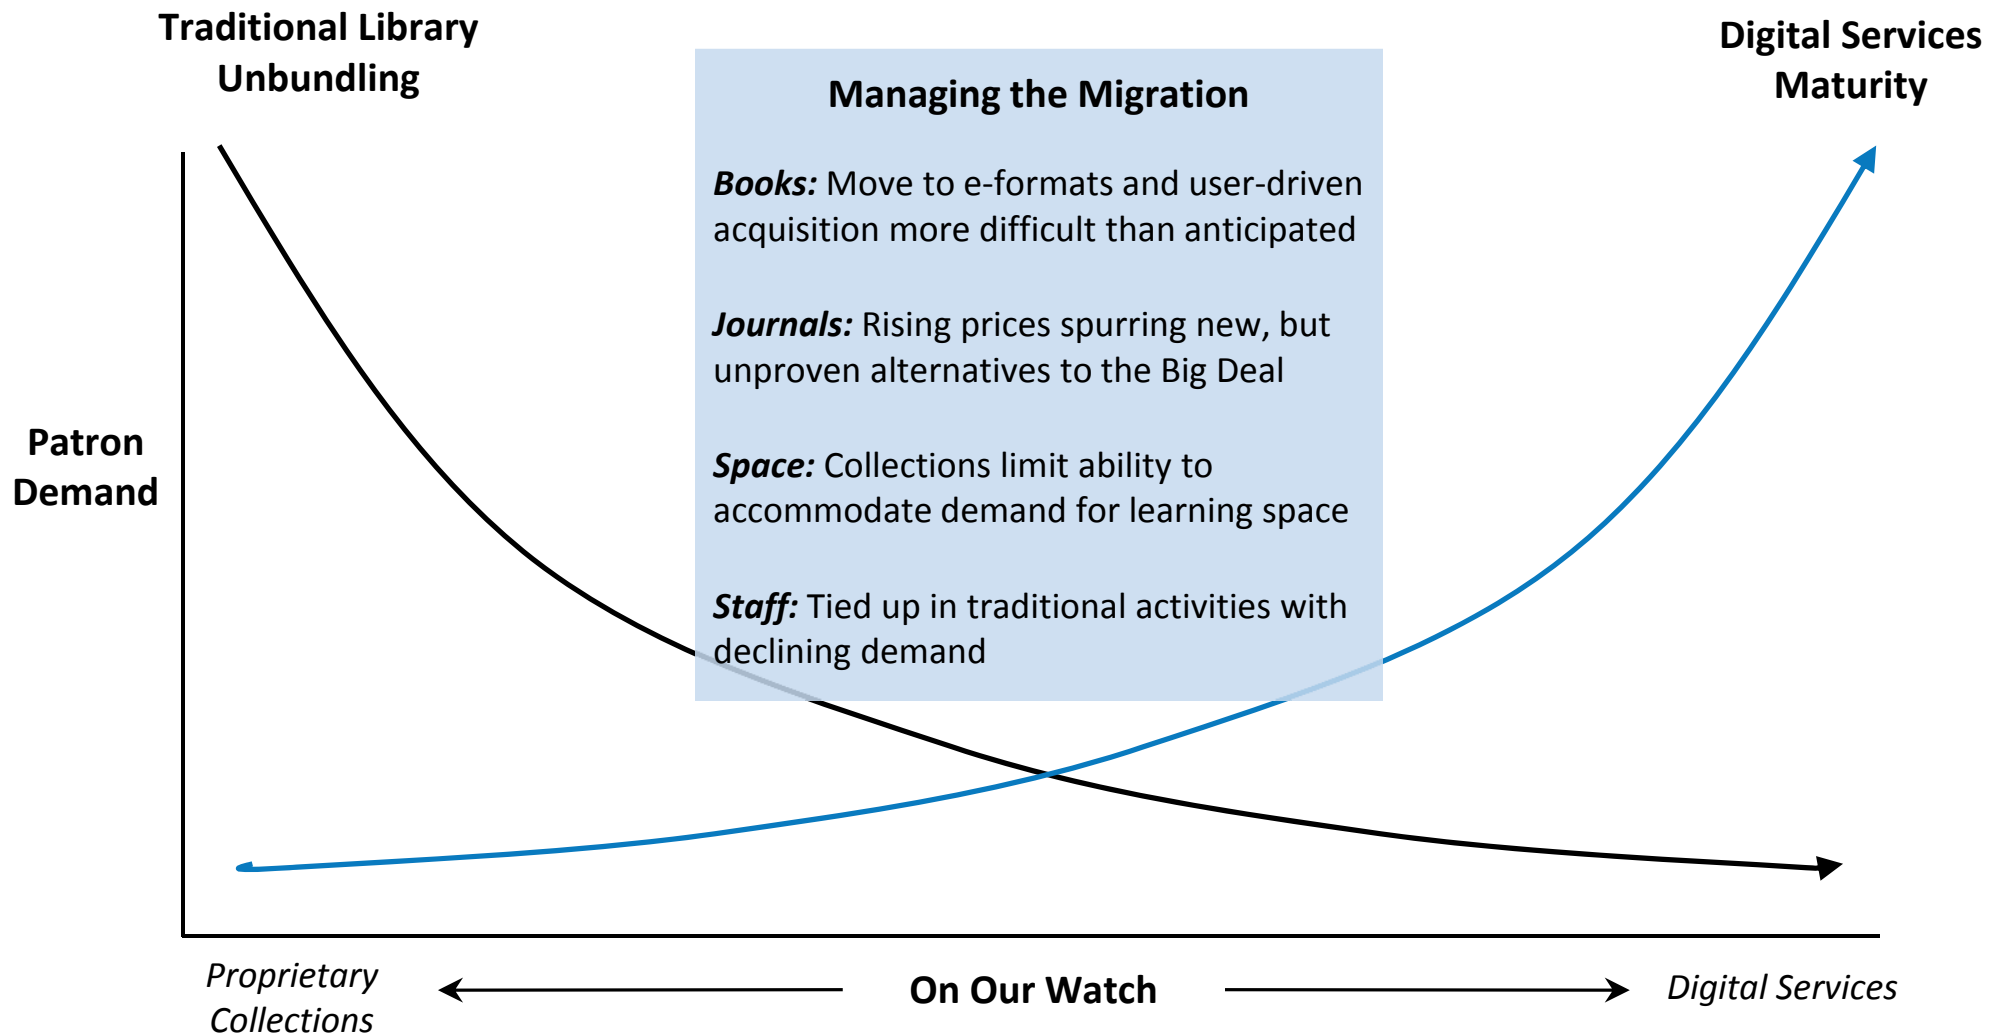 Traditional Library
Unbundling
Digital Services
Maturity
Managing the Migration
Books: Move to e-formats and user-driven
acquisition more difficult than anticipated
Journals: Rising prices spurring new, but
unproven alternatives to the Big Deal
Space: Collections limit ability to
accommodate demand for learning space
Staff: Tied up in traditional activities with
declining demand
Patron
Demand
Proprietary
Collections
On Our Watch
Digital Services